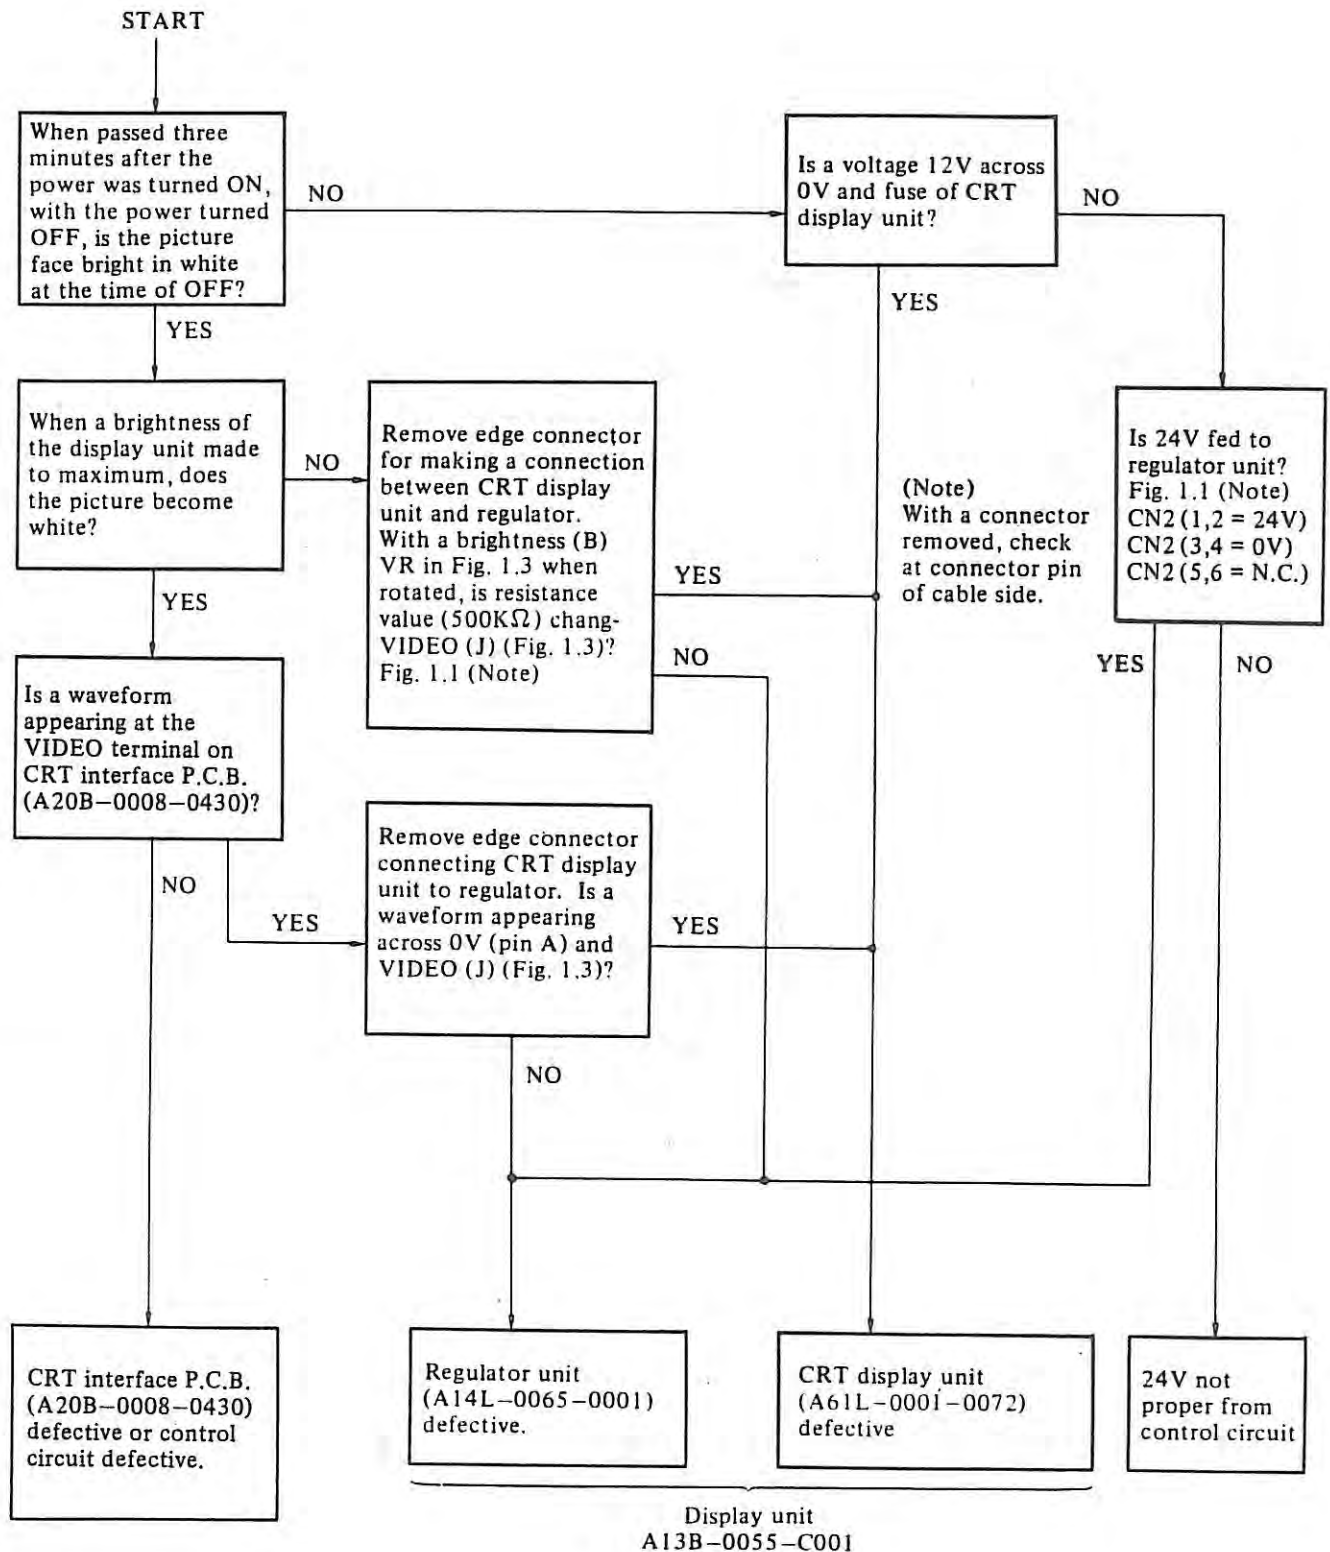 START
When passed three
minutes after the
power was turned ON,
with the power turned
OFF, is the picture
face bright in white
at the time of OFF?
NO
Is a voltage 12V across
0V and fuse of CRT
display unit?
NO
YES
YES
When a brightness of
the display unit made
to maximum, does
the picture become
white?
NO
Remove edge connector
for making a connection
between CRT display
unit and regulator.
With a brightness (B)
VR in Fig. 1.3 when
rotated, is resistance
value (500KΩ) chang-
VIDEO (J) (Fig. 1.3)?
Fig. 1.1 (Note)
YES
NO
(Note)
With a connector
removed, check
at connector pin
of cable side.
Is 24V fed to
regulator unit?
Fig. 1.1 (Note)
CN2 (1,2 = 24V)
CN2 (3,4 = 0V)
CN2 (5,6 = N.C.)
YES
NO
YES
Is a waveform
appearing at the
VIDEO terminal on
CRT interface P.C.B.
(A20B-0008-0430)?
NO
YES
Remove edge connector
connecting CRT display
unit to regulator. Is a
waveform appearing
across 0V (pin A) and
VIDEO (J) (Fig. 1.3)?
YES
NO
CRT interface P.C.B.
(A20B-0008-0430)
defective or control
circuit defective.
Regulator unit
(A14L-0065-0001)
defective.
CRT display unit
(A61L-0001-0072)
defective
24V not
proper from
control circuit
Display unit
A13B-0055-C001